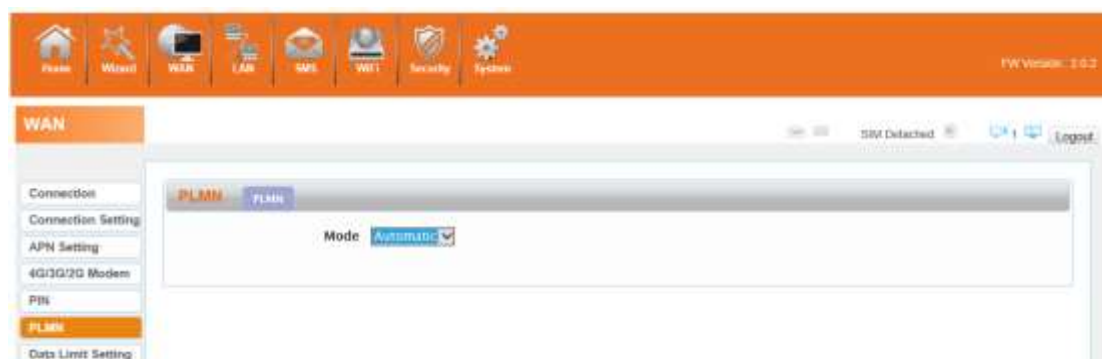 Home Wizard WAN LAN SMS WiFi Security System
FW Version: 2.0.2
WAN
SIM Detached
1
Logout
Connection
Connection Setting
APN Setting
4G/3G/2G Modem
PIN
PLMN
Data Limit Setting
PLMN PLMN
Mode Automatic